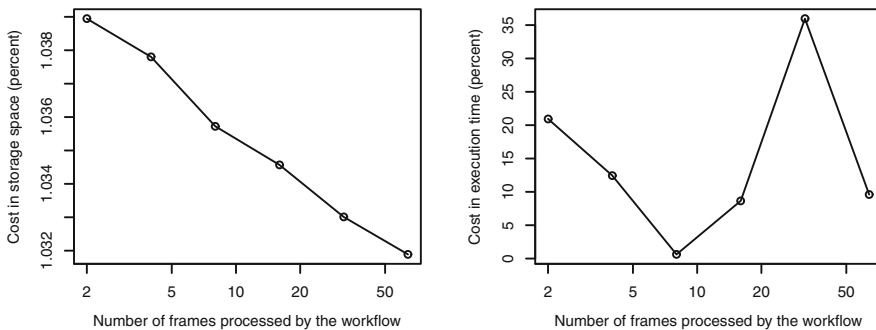 Cost in storage space (percent)
1.038
1.036
1.034
1.032
2 5 10 20 50
Number of frames processed by the workflow
Cost in execution time (percent)
35
30
25
20
15
10
5
0
2 5 10 20 50
Number of frames processed by the workflow